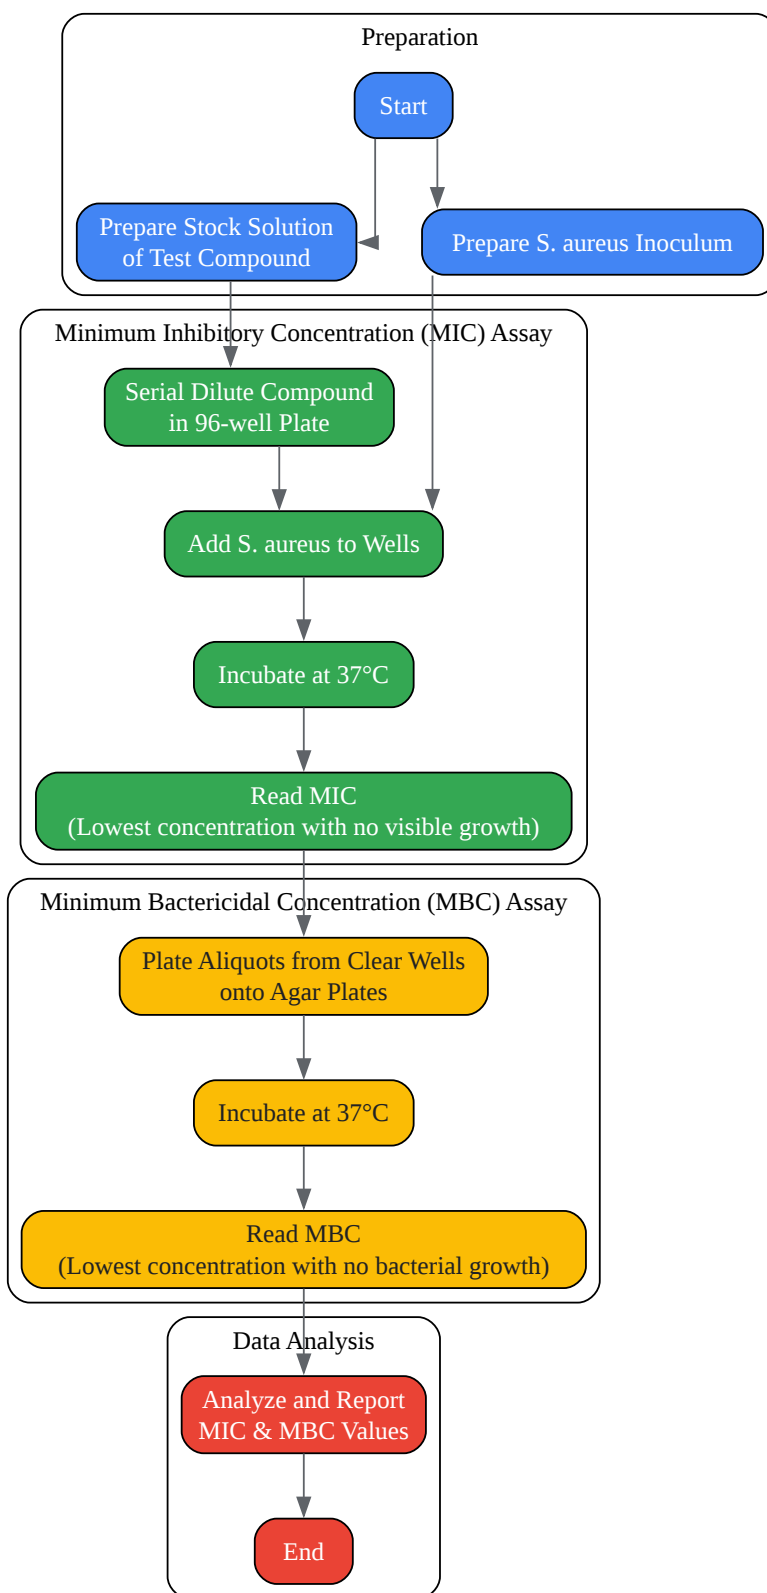 Preparation
Start
Prepare Stock Solution
of Test Compound
Prepare S. aureus Inoculum
Minimum Inhibitory Concentration (MIC) Assay
Serial Dilute Compound
in 96-well Plate
Add S. aureus to Wells
Incubate at 37°C
Read MIC
(Lowest concentration with no visible growth)
Minimum Bactericidal Concentration (MBC) Assay
Plate Aliquots from Clear Wells
onto Agar Plates
Incubate at 37°C
Read MBC
(Lowest concentration with no bacterial growth)
Data Analysis
Analyze and Report
MIC & MBC Values
End